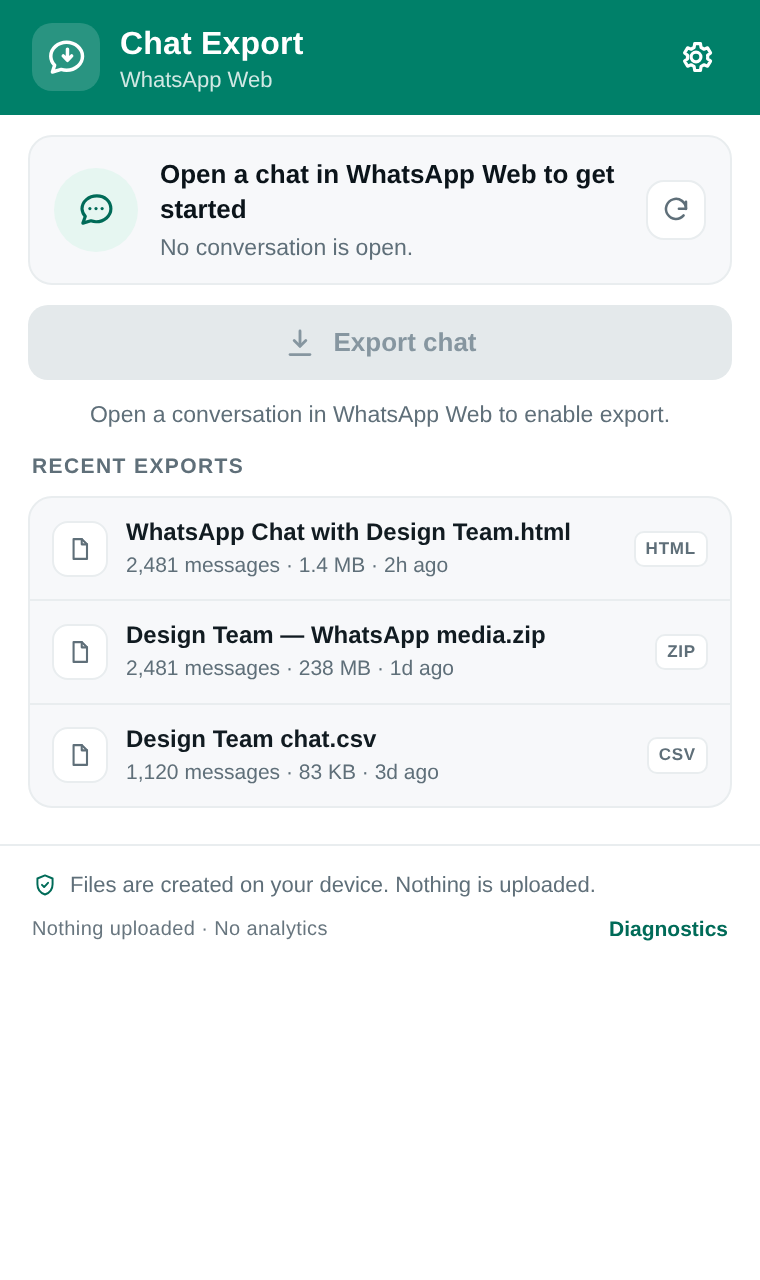 Chat Export
WhatsApp Web
Open a chat in WhatsApp Web to get
started
No conversation is open.
Export chat
Open a conversation in WhatsApp Web to enable export.
RECENT EXPORTS
WhatsApp Chat with Design Team.html
2,481 messages · 1.4 MB · 2h ago
HTML
Design Team — WhatsApp media.zip
2,481 messages · 238 MB · 1d ago
ZIP
Design Team chat.csv
1,120 messages · 83 KB · 3d ago
CSV
Files are created on your device. Nothing is uploaded.
Nothing uploaded · No analytics
Diagnostics